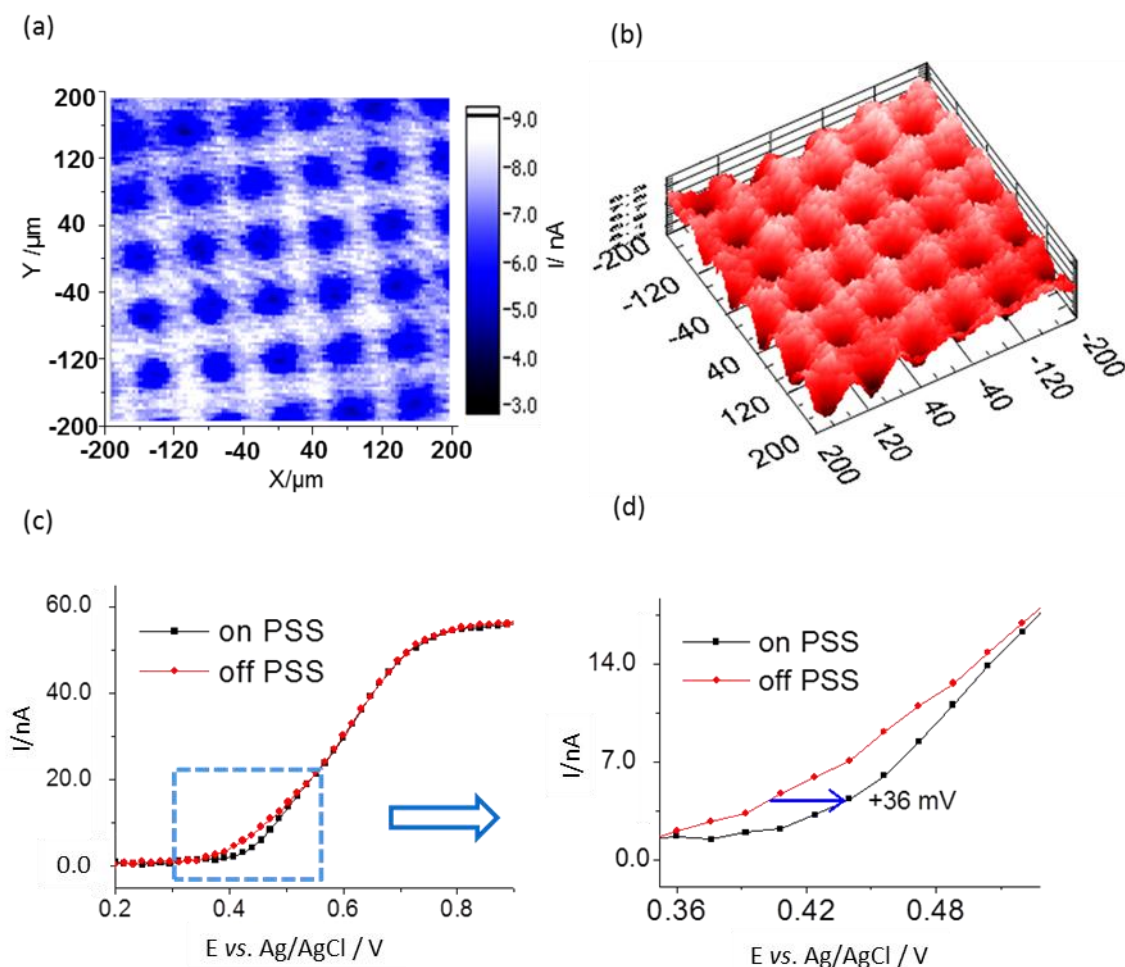 (a)
200
120
40
-40
-120
-200
Y /µm
-200 -120 -40 40 120 200
X/µm
9.0
8.0
7.0
6.0
5.0
4.0
3.0
I/ nA
(b)
-200
-120
-40
40
120
200
200
120
40
-40
-120
-200
(c)
60.0
40.0
20.0
0.0
I/nA
on PSS
off PSS
0.2 0.4 0.6 0.8
E vs. Ag/AgCl / V
(d)
14.0
7.0
0.0
I/nA
on PSS
off PSS
+36 mV
0.36 0.42 0.48
E vs. Ag/AgCl / V